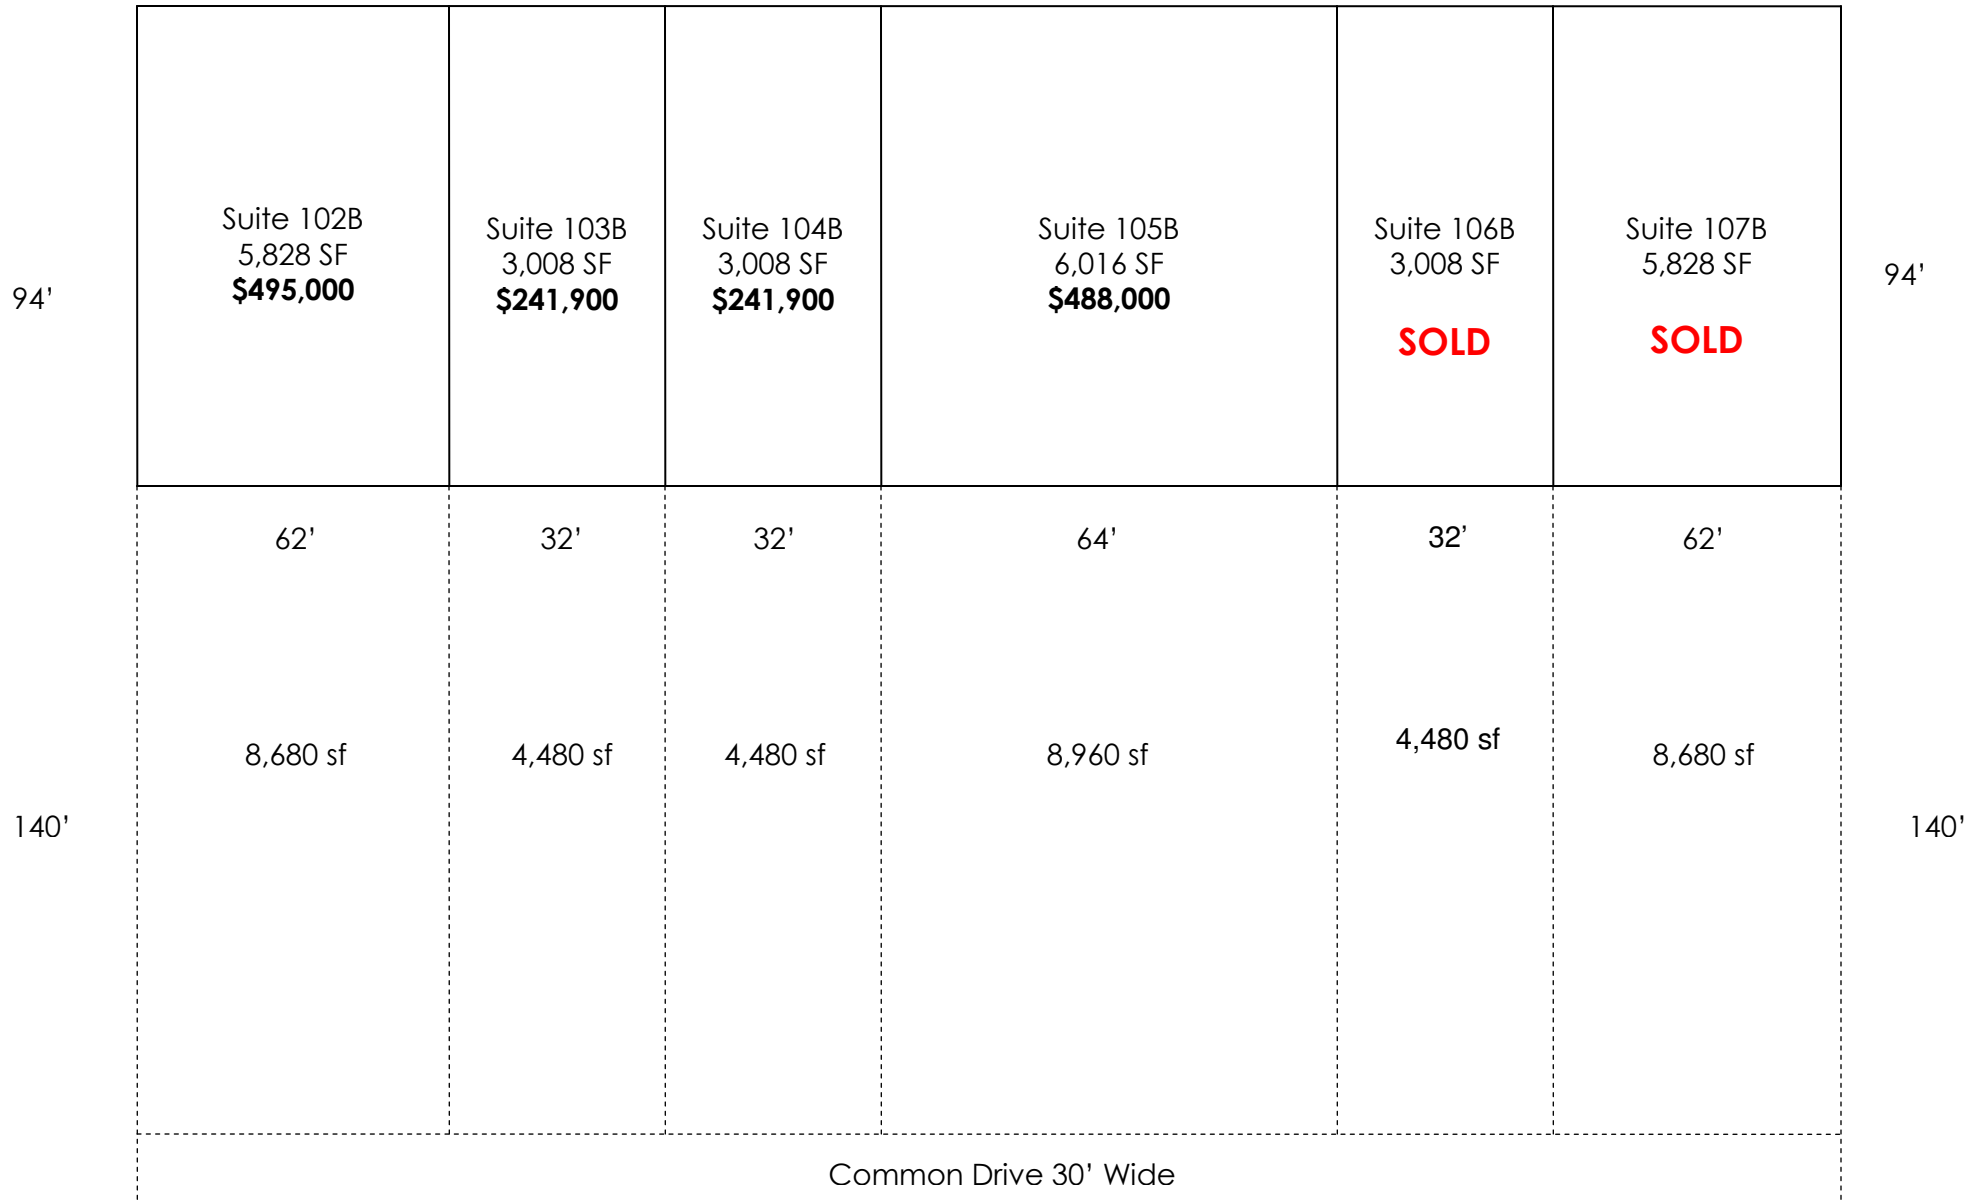 Suite 102B
5,828 SF
$495,000
Suite 103B
3,008 SF
$241,900
Suite 104B
3,008 SF
$241,900
Suite 105B
6,016 SF
$488,000
Suite 106B
3,008 SF
SOLD
Suite 107B
5,828 SF
SOLD
94’
94’
62’
32’
32’
64’
32’
62’
8,680 sf
4,480 sf
4,480 sf
8,960 sf
4,480 sf
8,680 sf
140’
140’
Common Drive 30’ Wide